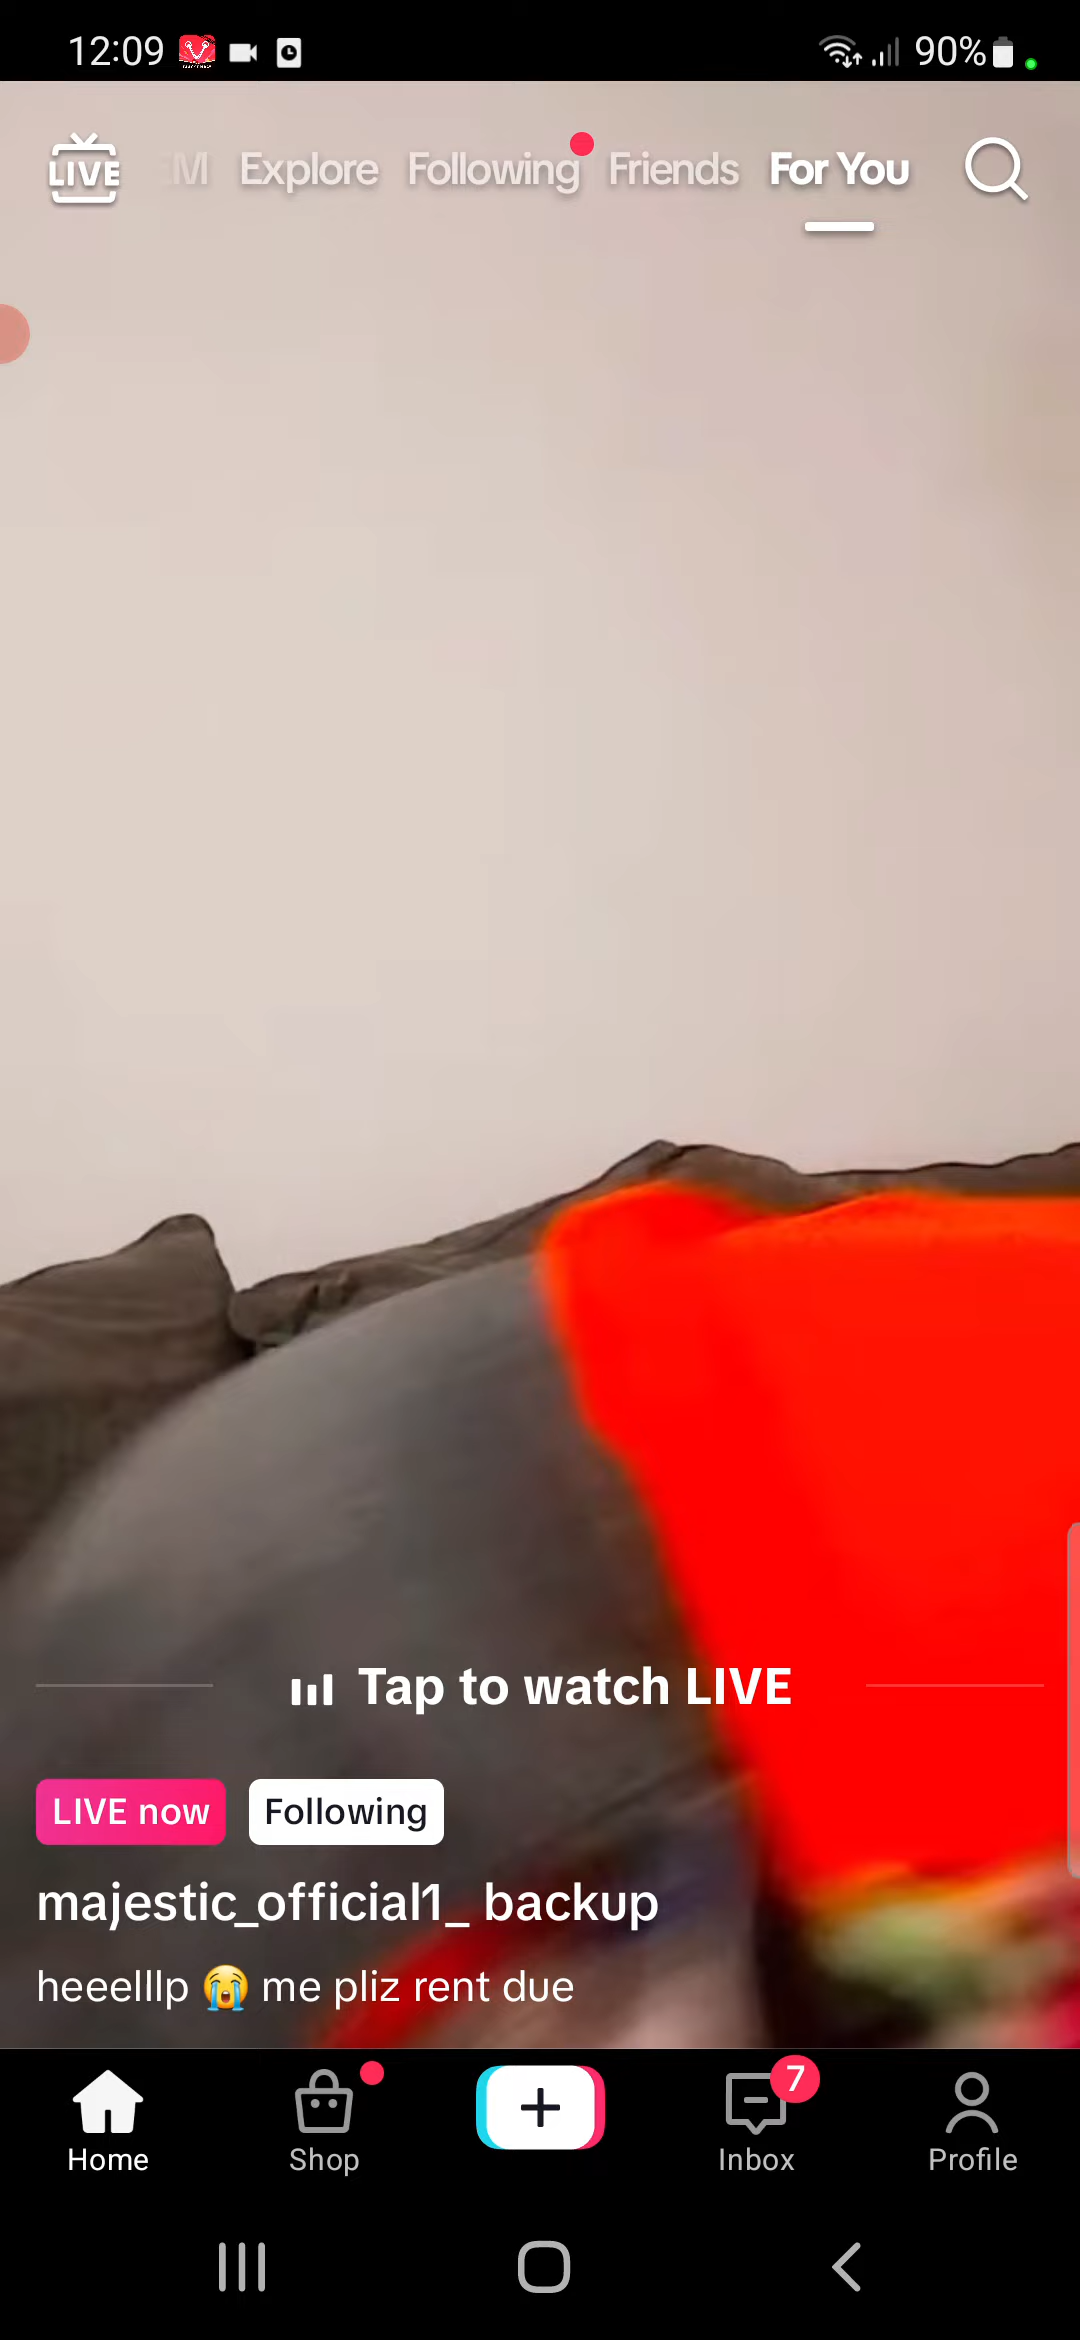 12:09
90%
LIVE
Explore
Following
Friends
For You
Tap to watch LIVE
LIVE now
Following
majestic_official1_ backup
heeelllp 😭 me pliz rent due
7
Home
Shop
Inbox
Profile